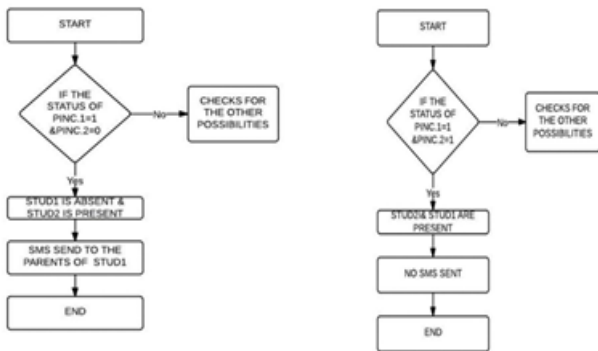 START
IF THE
STATUS OF
PINC.1=1
&PINC.2=0
No
CHECKS FOR
THE OTHER
POSSIBILITIES
Yes
STUD1 IS ABSENT &
STUD2 IS PRESENT
SMS SEND TO THE
PARENTS OF STUD1
END
START
IF THE
STATUS OF
PINC.1=1
&PINC.2=1
No
CHECKS FOR
THE OTHER
POSSIBILITIES
Yes
STUD2& STUD1 ARE
PRESENT
NO SMS SENT
END